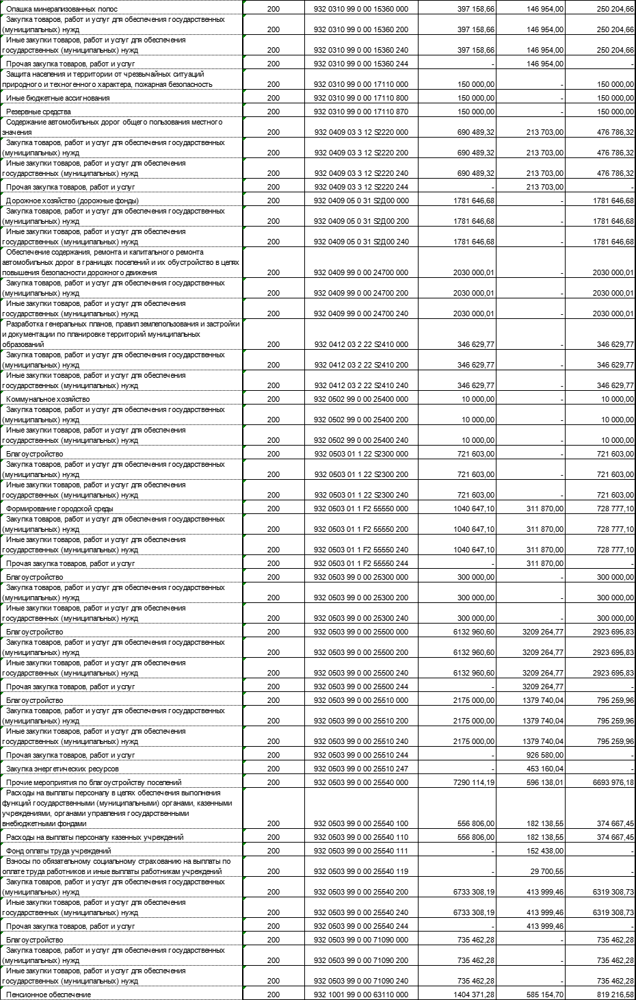 Опашка минерализованных полос 200 932 0310 99 0 00 15360 000 397 158,66 146 954,00 250 204,66
Закупка товаров, работ и услуг для обеспечения государственных
(муниципальных) нужд 200 932 0310 99 0 00 15360 200 397 158,66 146 954,00 250 204,66
Иные закупки товаров, работ и услуг для обеспечения
государственных (муниципальных) нужд 200 932 0310 99 0 00 15360 240 397 158,66 146 954,00 250 204,66
Прочая закупка товаров, работ и услуг 200 932 0310 99 0 00 15360 244 - 146 954,00 -
Защита населения и территории от чрезвычайных ситуаций
природного и техногенного характера, пожарная безопасность 200 932 0310 99 0 00 17110 000 150 000,00 - 150 000,00
Иные бюджетные ассигнования 200 932 0310 99 0 00 17110 800 150 000,00 - 150 000,00
Резервные средства 200 932 0310 99 0 00 17110 870 150 000,00 - 150 000,00
Содержание автомобильных дорог общего пользования местного
значения 200 932 0409 03 3 12 S2220 000 690 489,32 213 703,00 476 786,32
Закупка товаров, работ и услуг для обеспечения государственных
(муниципальных) нужд 200 932 0409 03 3 12 S2220 200 690 489,32 213 703,00 476 786,32
Иные закупки товаров, работ и услуг для обеспечения
государственных (муниципальных) нужд 200 932 0409 03 3 12 S2220 240 690 489,32 213 703,00 476 786,32
Прочая закупка товаров, работ и услуг 200 932 0409 03 3 12 S2220 244 - 213 703,00 -
Дорожное хозяйство (дорожные фонды) 200 932 0409 05 0 31 S2Д00 000 1781 646,68 - 1781 646,68
Закупка товаров, работ и услуг для обеспечения государственных
(муниципальных) нужд 200 932 0409 05 0 31 S2Д00 200 1781 646,68 - 1781 646,68
Иные закупки товаров, работ и услуг для обеспечения
государственных (муниципальных) нужд 200 932 0409 05 0 31 S2Д00 240 1781 646,68 - 1781 646,68
Обеспечение содержания, ремонта и капитального ремонта
автомобильных дорог в границах поселений и их обустройство в целях
повышения безопасности дорожного движения 200 932 0409 99 0 00 24700 000 2030 000,01 - 2030 000,01
Закупка товаров, работ и услуг для обеспечения государственных
(муниципальных) нужд 200 932 0409 99 0 00 24700 200 2030 000,01 - 2030 000,01
Иные закупки товаров, работ и услуг для обеспечения
государственных (муниципальных) нужд 200 932 0409 99 0 00 24700 240 2030 000,01 - 2030 000,01
Разработка генеральных планов, правил землепользования и застройки
и документации по планировке территорий муниципальных
образований 200 932 0412 03 2 22 S2410 000 346 629,77 - 346 629,77
Закупка товаров, работ и услуг для обеспечения государственных
(муниципальных) нужд 200 932 0412 03 2 22 S2410 200 346 629,77 - 346 629,77
Иные закупки товаров, работ и услуг для обеспечения
государственных (муниципальных) нужд 200 932 0412 03 2 22 S2410 240 346 629,77 - 346 629,77
Коммунальное хозяйство 200 932 0502 99 0 00 25400 000 10 000,00 - 10 000,00
Закупка товаров, работ и услуг для обеспечения государственных
(муниципальных) нужд 200 932 0502 99 0 00 25400 200 10 000,00 - 10 000,00
Иные закупки товаров, работ и услуг для обеспечения
государственных (муниципальных) нужд 200 932 0502 99 0 00 25400 240 10 000,00 - 10 000,00
Благоустройство 200 932 0503 01 1 22 S2300 000 721 603,00 - 721 603,00
Закупка товаров, работ и услуг для обеспечения государственных
(муниципальных) нужд 200 932 0503 01 1 22 S2300 200 721 603,00 - 721 603,00
Иные закупки товаров, работ и услуг для обеспечения
государственных (муниципальных) нужд 200 932 0503 01 1 22 S2300 240 721 603,00 - 721 603,00
Формирование городской среды 200 932 0503 01 1 F2 55550 000 1040 647,10 311 870,00 728 777,10
Закупка товаров, работ и услуг для обеспечения государственных
(муниципальных) нужд 200 932 0503 01 1 F2 55550 200 1040 647,10 311 870,00 728 777,10
Иные закупки товаров, работ и услуг для обеспечения
государственных (муниципальных) нужд 200 932 0503 01 1 F2 55550 240 1040 647,10 311 870,00 728 777,10
Прочая закупка товаров, работ и услуг 200 932 0503 01 1 F2 55550 244 - 311 870,00 -
Благоустройство 200 932 0503 99 0 00 25300 000 300 000,00 - 300 000,00
Закупка товаров, работ и услуг для обеспечения государственных
(муниципальных) нужд 200 932 0503 99 0 00 25300 200 300 000,00 - 300 000,00
Иные закупки товаров, работ и услуг для обеспечения
государственных (муниципальных) нужд 200 932 0503 99 0 00 25300 240 300 000,00 - 300 000,00
Благоустройство 200 932 0503 99 0 00 25500 000 6132 960,60 3209 264,77 2923 695,83
Закупка товаров, работ и услуг для обеспечения государственных
(муниципальных) нужд 200 932 0503 99 0 00 25500 200 6132 960,60 3209 264,77 2923 695,83
Иные закупки товаров, работ и услуг для обеспечения
государственных (муниципальных) нужд 200 932 0503 99 0 00 25500 240 6132 960,60 3209 264,77 2923 695,83
Прочая закупка товаров, работ и услуг 200 932 0503 99 0 00 25500 244 - 3209 264,77 -
Благоустройство 200 932 0503 99 0 00 25510 000 2175 000,00 1379 740,04 795 259,96
Закупка товаров, работ и услуг для обеспечения государственных
(муниципальных) нужд 200 932 0503 99 0 00 25510 200 2175 000,00 1379 740,04 795 259,96
Иные закупки товаров, работ и услуг для обеспечения
государственных (муниципальных) нужд 200 932 0503 99 0 00 25510 240 2175 000,00 1379 740,04 795 259,96
Прочая закупка товаров, работ и услуг 200 932 0503 99 0 00 25510 244 - 926 580,00 -
Закупка энергетических ресурсов 200 932 0503 99 0 00 25510 247 - 453 160,04 -
Прочие мероприятия по благоустройству поселений 200 932 0503 99 0 00 25540 000 7290 114,19 596 138,01 6693 976,18
Расходы на выплаты персоналу в целях обеспечения выполнения
функций государственными (муниципальными) органами, казенными
учреждениями, органами управления государственными
внебюджетными фондами 200 932 0503 99 0 00 25540 100 556 806,00 182 138,55 374 667,45
Расходы на выплаты персоналу казенных учреждений 200 932 0503 99 0 00 25540 110 556 806,00 182 138,55 374 667,45
Фонд оплаты труда учреждений 200 932 0503 99 0 00 25540 111 - 152 438,00 -
Взносы по обязательному социальному страхованию на выплаты по
оплате труда работников и иные выплаты работникам учреждений 200 932 0503 99 0 00 25540 119 - 29 700,55 -
Закупка товаров, работ и услуг для обеспечения государственных
(муниципальных) нужд 200 932 0503 99 0 00 25540 200 6733 308,19 413 999,46 6319 308,73
Иные закупки товаров, работ и услуг для обеспечения
государственных (муниципальных) нужд 200 932 0503 99 0 00 25540 240 6733 308,19 413 999,46 6319 308,73
Прочая закупка товаров, работ и услуг 200 932 0503 99 0 00 25540 244 - 413 999,46 -
Благоустройство 200 932 0503 99 0 00 71090 000 735 462,28 - 735 462,28
Закупка товаров, работ и услуг для обеспечения государственных
(муниципальных) нужд 200 932 0503 99 0 00 71090 200 735 462,28 - 735 462,28
Иные закупки товаров, работ и услуг для обеспечения
государственных (муниципальных) нужд 200 932 0503 99 0 00 71090 240 735 462,28 - 735 462,28
Пенсионное обеспечение 200 932 1001 99 0 00 63110 000 1404 371,28 585 154,70 819 216,58